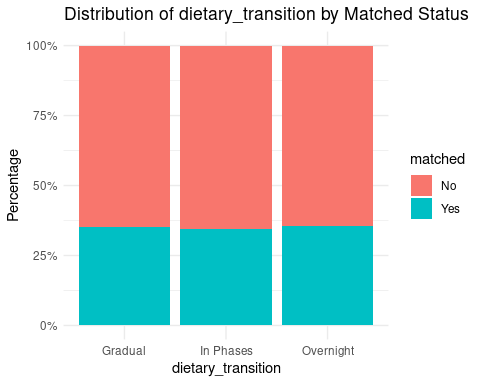 Distribution of dietary_transition by Matched Status
Percentage
100%
75%
50%
25%
0%
Gradual
In Phases
Overnight
dietary_transition
matched
No
Yes